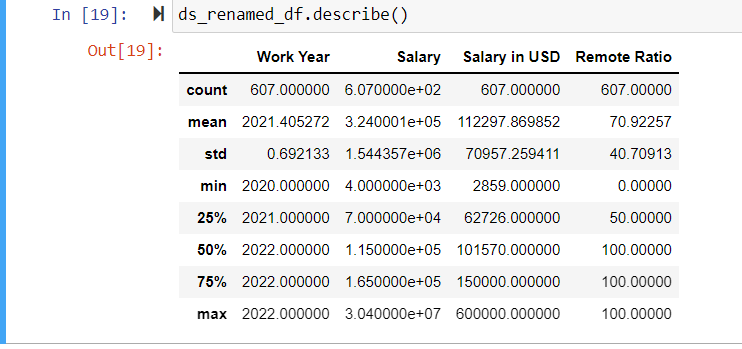 In [19]: ds_renamed_df.describe()
Out[19]:
Work Year Salary Salary in USD Remote Ratio
count 607.000000 6.070000e+02 607.000000 607.00000
mean 2021.405272 3.240001e+05 112297.869852 70.92257
std 0.692133 1.544357e+06 70957.259411 40.70913
min 2020.000000 4.000000e+03 2859.000000 0.00000
25% 2021.000000 7.000000e+04 62726.000000 50.00000
50% 2022.000000 1.150000e+05 101570.000000 100.00000
75% 2022.000000 1.650000e+05 150000.000000 100.00000
max 2022.000000 3.040000e+07 600000.000000 100.00000